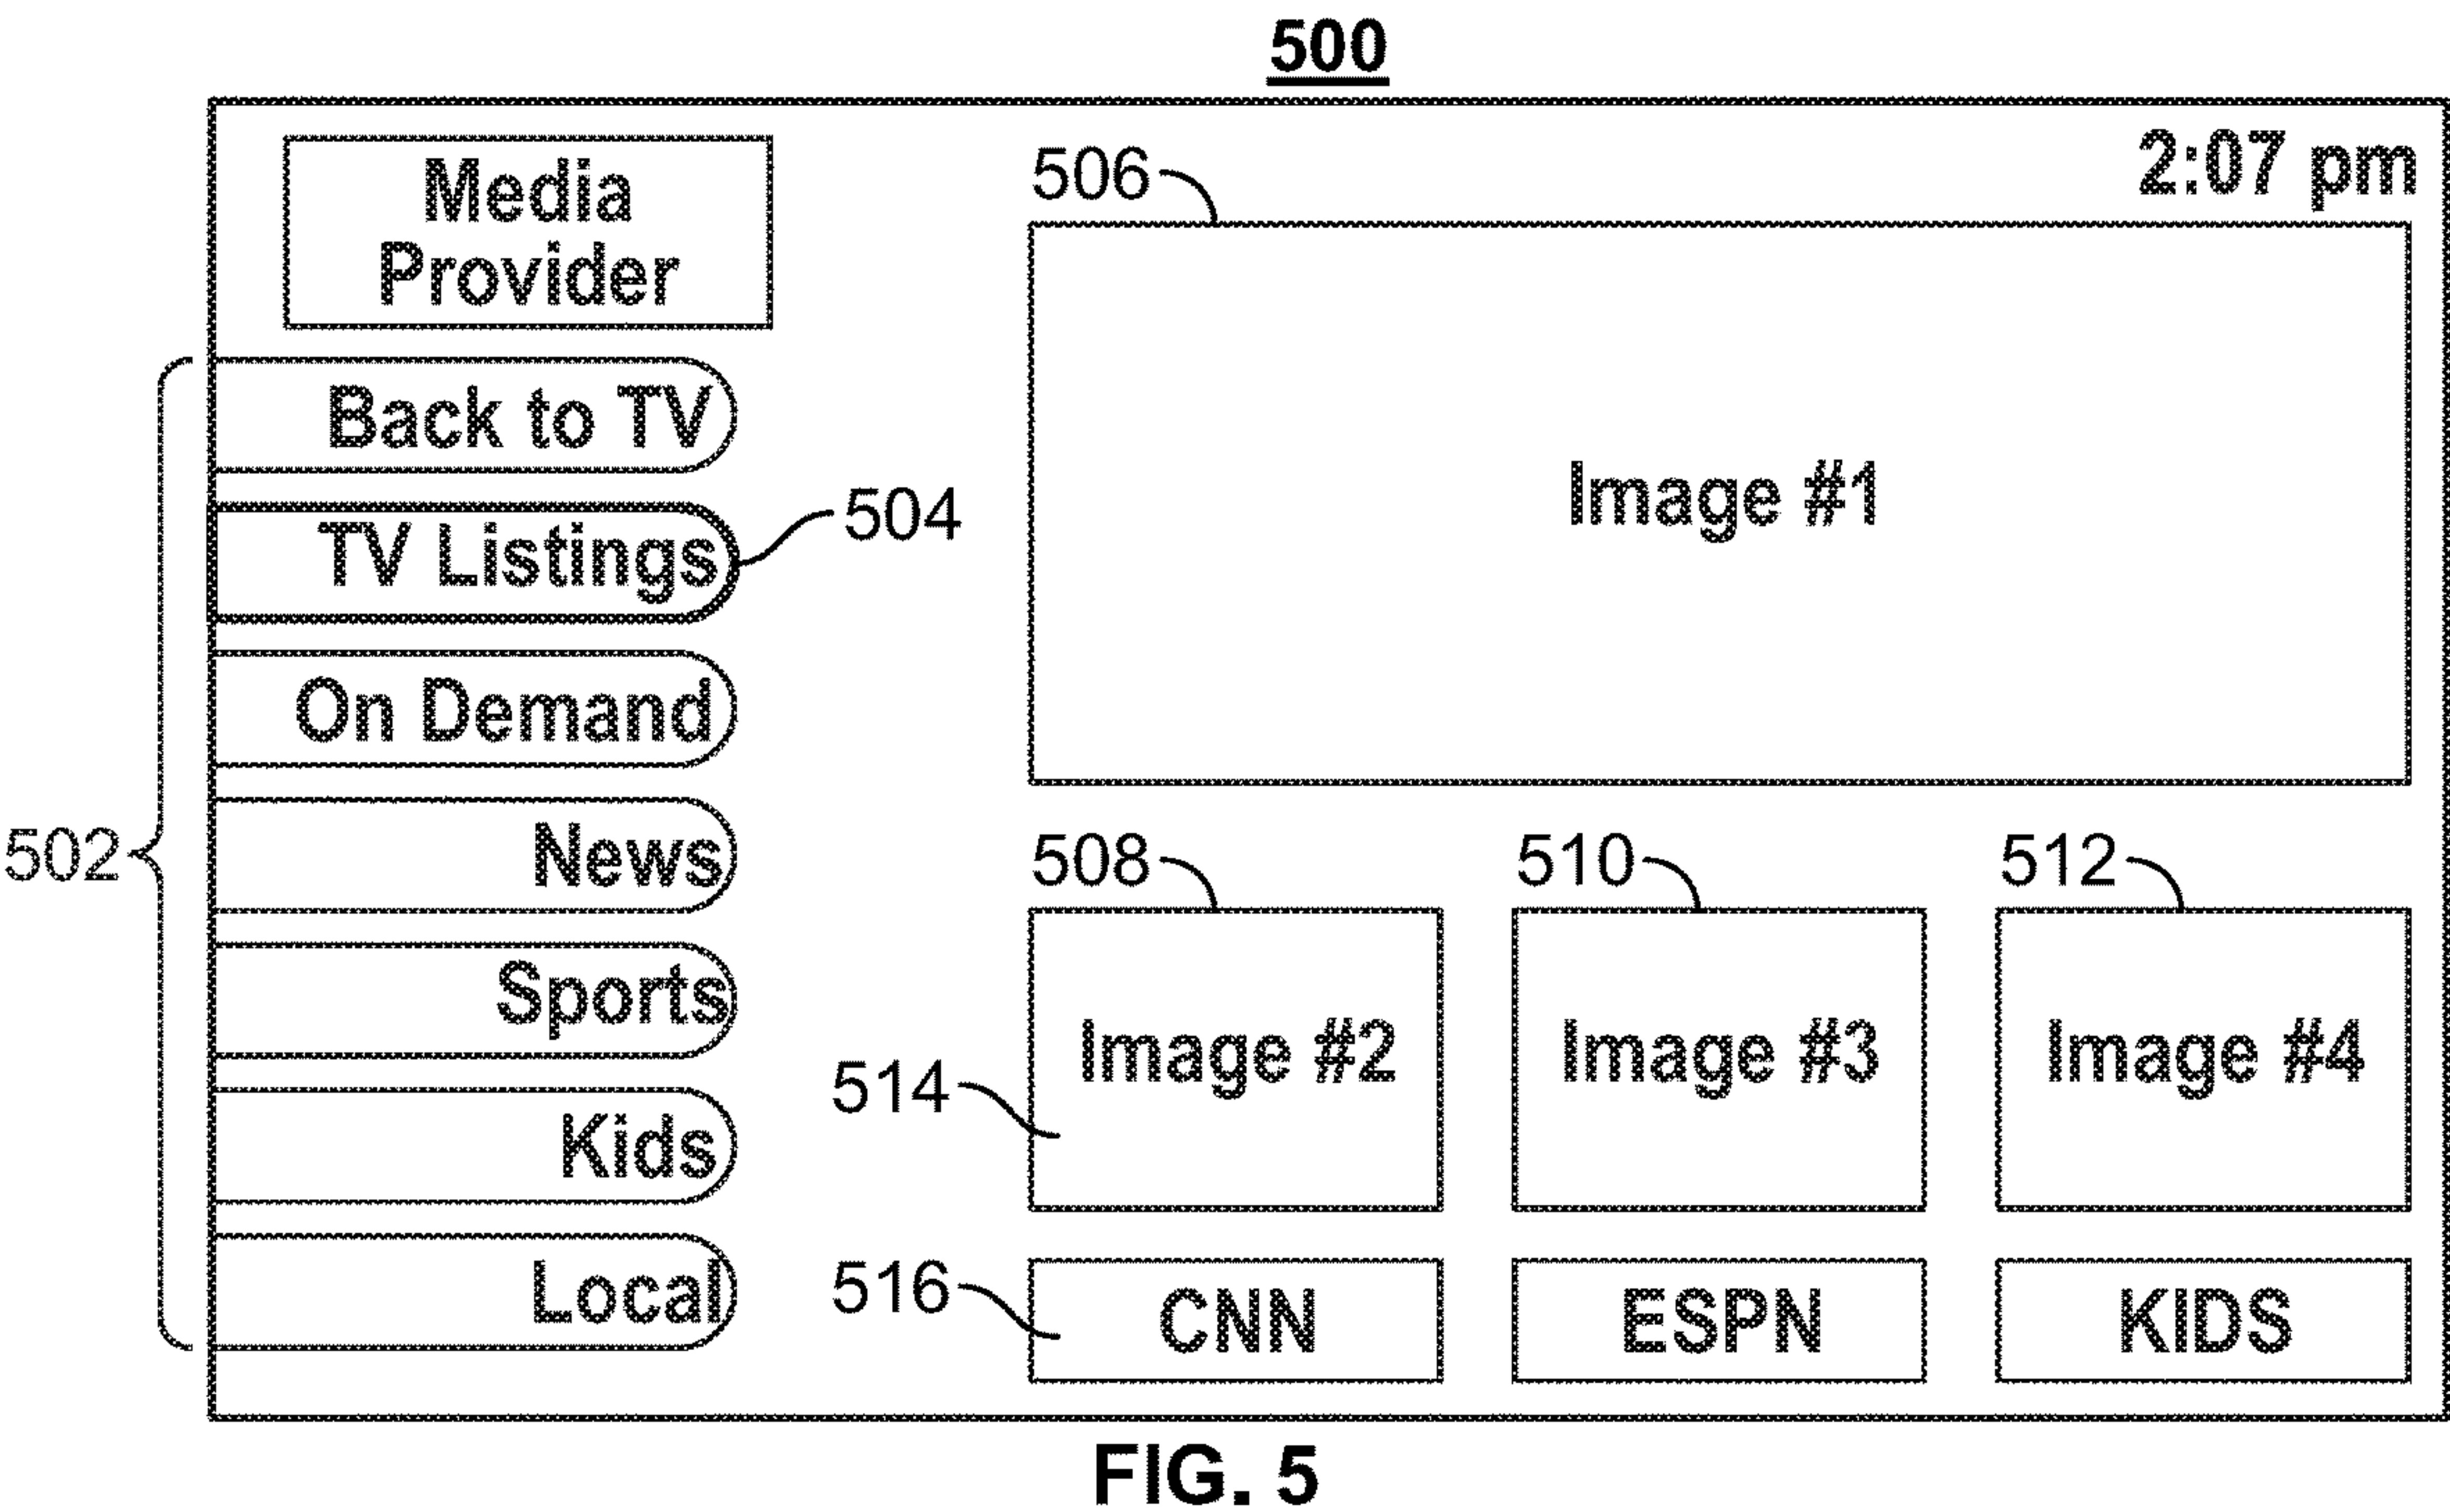 500
Media
Provider
2:07 pm
506
Back to TV
TV Listings
504
Image #1
On Demand
502
News
508
510
512
Sports
Image #2
Image #3
Image #4
514
Kids
516
Local
CNN
ESPN
KIDS
FIG. 5